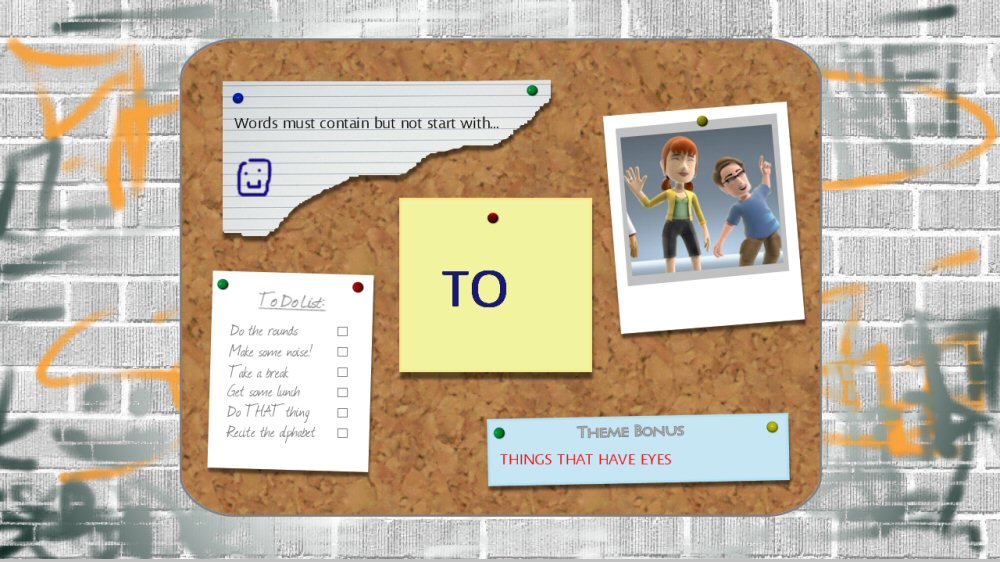 Words must contain but not start with...
TO
To Do List:
Do the rounds
Make some noise!
Take a break
Get some lunch
Do THAT thing
Recite the alphabet
THEME BONUS
THINGS THAT HAVE EYES